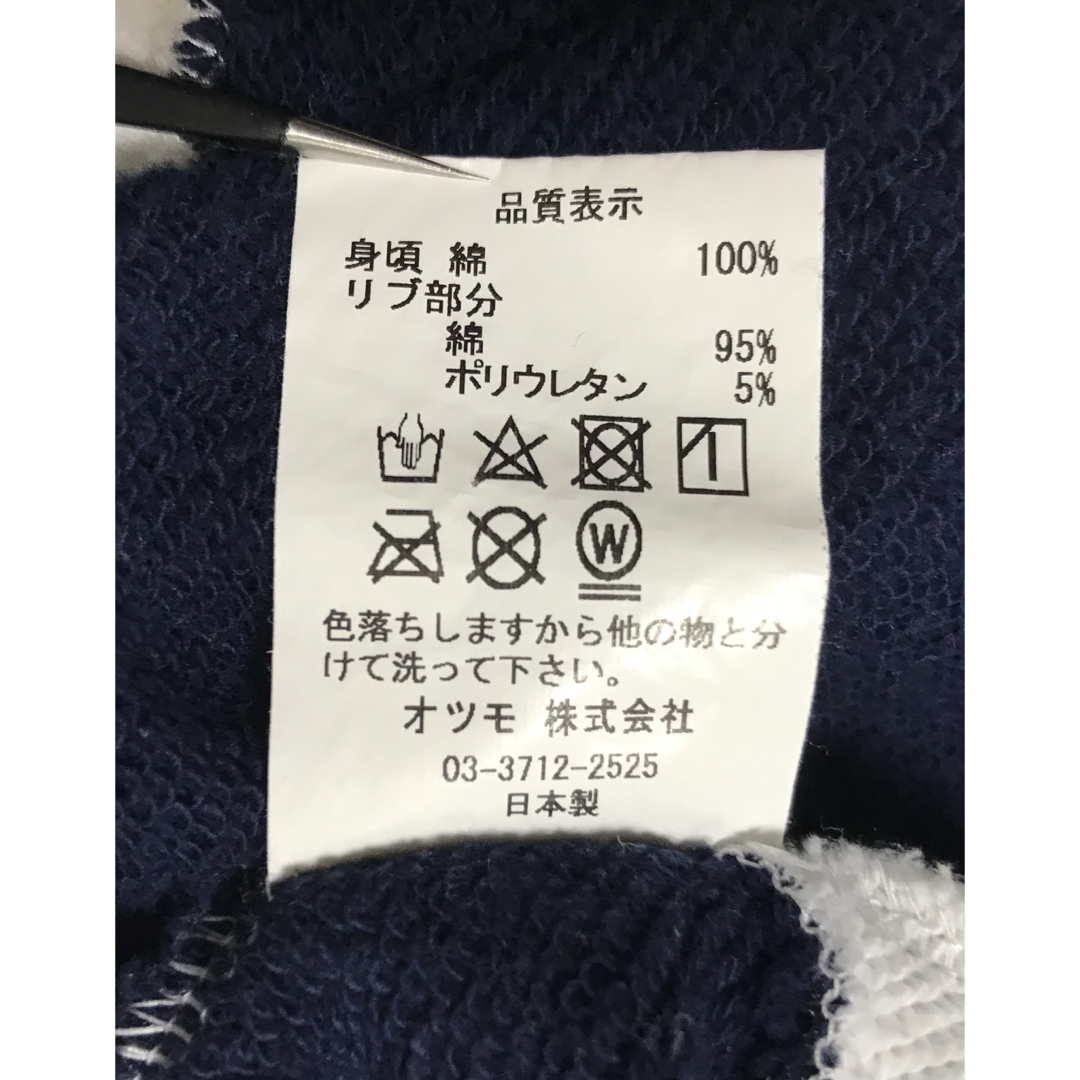 品質表示
身頃 綿 100%
リブ部分
綿 95%
ポリウレタン 5%
W
色落ちしますから他の物と分
けて洗って下さい。
オツモ 株式会社
03-3712-2525
日本製